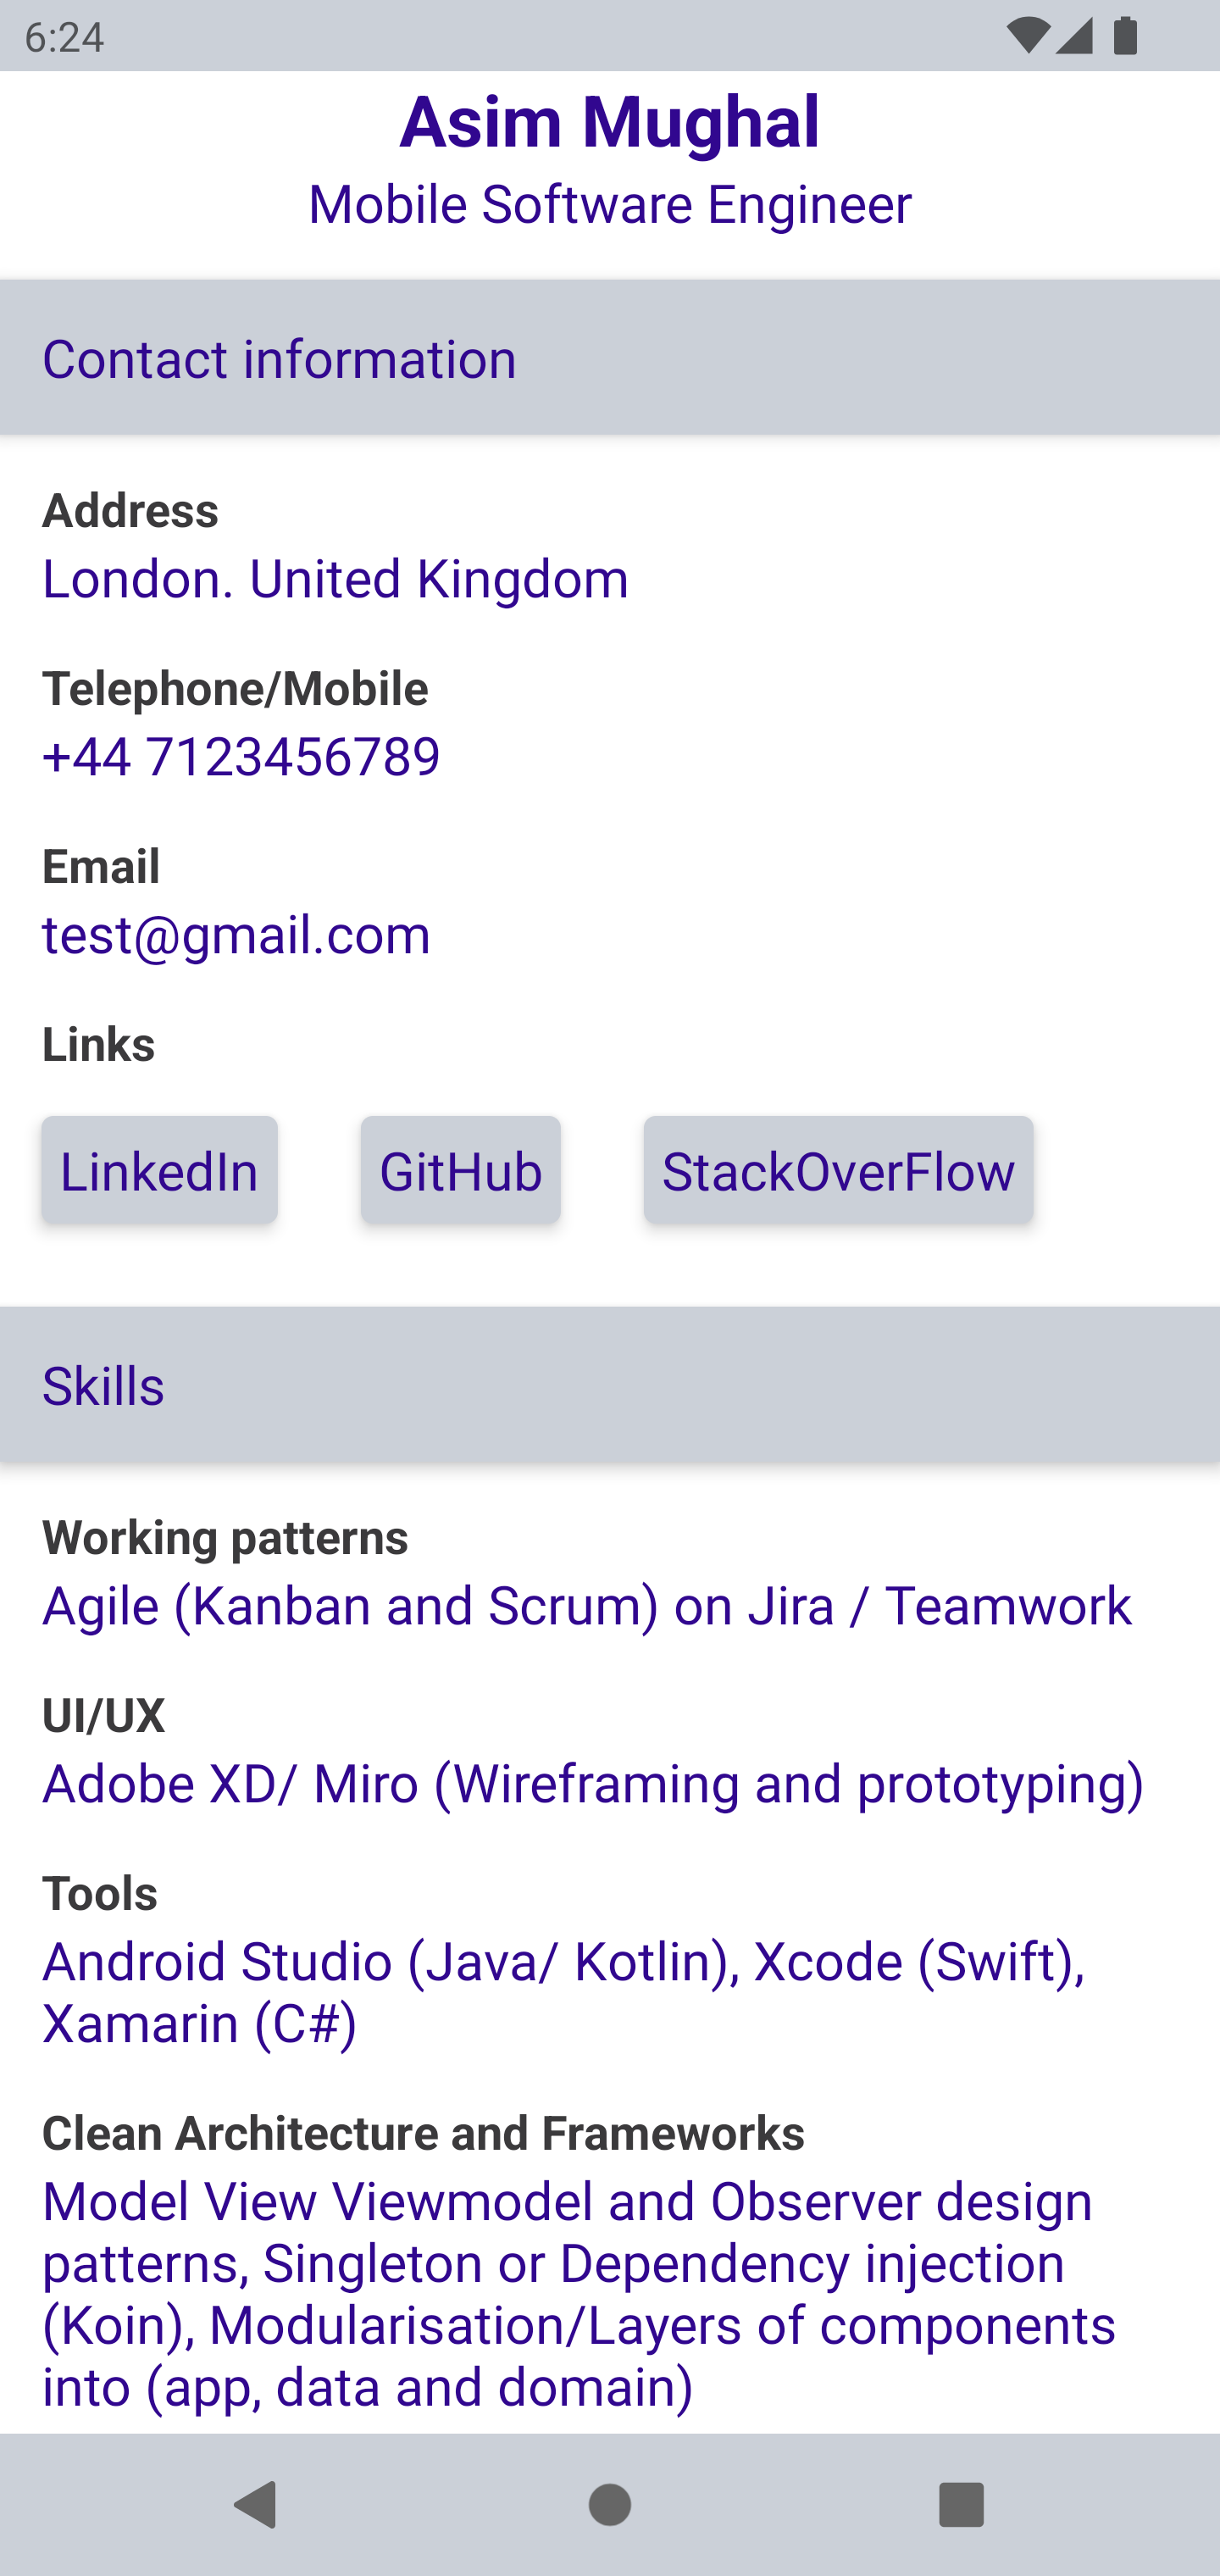 6:24
Asim Mughal
Mobile Software Engineer
Contact information
Address
London. United Kingdom
Telephone/Mobile
+44 7123456789
Email
test@gmail.com
Links
LinkedIn GitHub StackOverFlow
Skills
Working patterns
Agile (Kanban and Scrum) on Jira / Teamwork
UI/UX
Adobe XD/ Miro (Wireframing and prototyping)
Tools
Android Studio (Java/ Kotlin), Xcode (Swift),
Xamarin (C#)
Clean Architecture and Frameworks
Model View Viewmodel and Observer design
patterns, Singleton or Dependency injection
(Koin), Modularisation/Layers of components
into (app, data and domain)